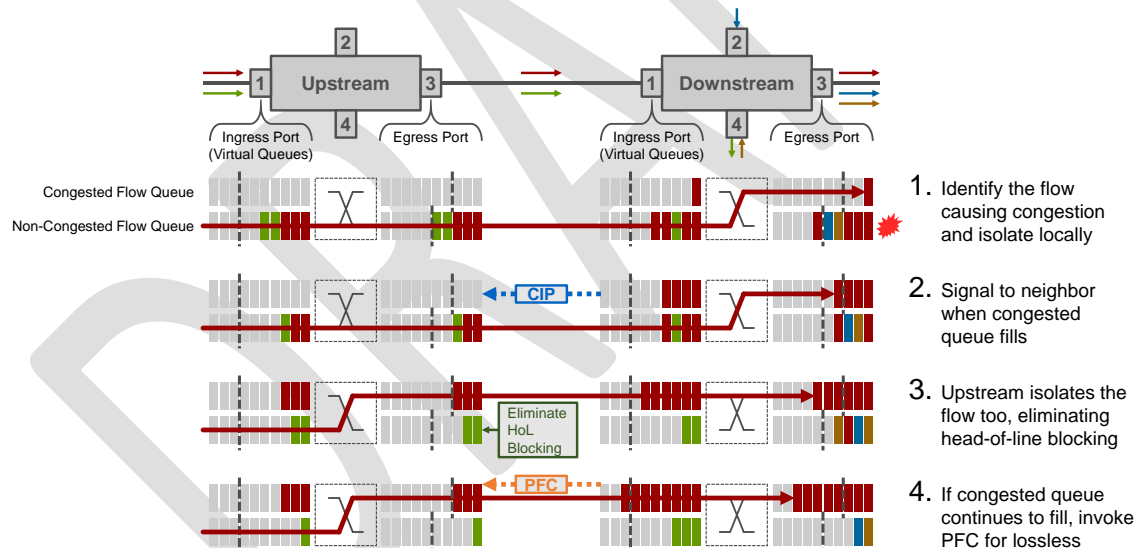 2
2
1
Upstream
3
1
Downstream
3
4
4
Ingress Port
(Virtual Queues)
Egress Port
Ingress Port
(Virtual Queues)
Egress Port
Congested Flow Queue
Non-Congested Flow Queue
1. Identify the flow
causing congestion
and isolate locally
CIP
2. Signal to neighbor
when congested
queue fills
Eliminate
HoL
Blocking
3. Upstream isolates the
flow too, eliminating
head-of-line blocking
PFC
4. If congested queue
continues to fill, invoke
PFC for lossless